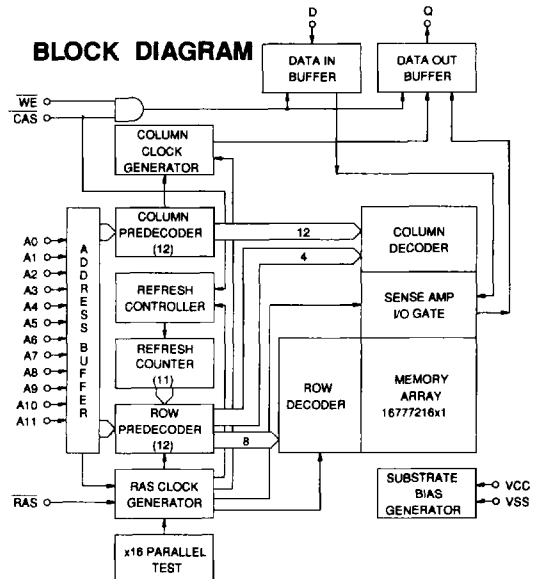 D
Q
BLOCK DIAGRAM
DATA IN
BUFFER
DATA OUT
BUFFER
WE
CAS
COLUMN
CLOCK
GENERATOR
COLUMN
PREDECODER
(12)
12
4
COLUMN
DECODER
A0
A1
A2
A3
A4
A5
A6
A7
A8
A9
A10
A11
ADDRESS BUFFER
REFRESH
CONTROLLER
SENSE AMP
I/O GATE
REFRESH
COUNTER
(11)
ROW
DECODER
MEMORY
ARRAY
16777216x1
ROW
PREDECODER
(12)
8
RAS CLOCK
GENERATOR
RAS
SUBSTRATE
BIAS
GENERATOR
VCC
VSS
x16 PARALLEL
TEST